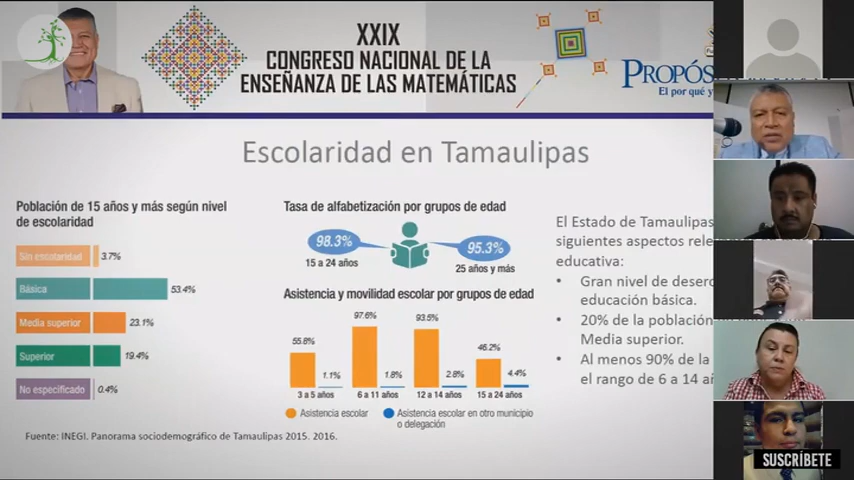 XXIX
CONGRESO NACIONAL DE LA
ENSEÑANZA DE LAS MATEMÁTICAS
PROPÓS
El por qué y
Escolaridad en Tamaulipas
Población de 15 años y más según nivel
de escolaridad
Sin escolaridad 3.7%
Básica 53.4%
Media superior 23.1%
Superior 19.4%
No especificado 0.4%
Tasa de alfabetización por grupos de edad
98.3% 95.3%
15 a 24 años 25 años y más
Asistencia y movilidad escolar por grupos de edad
55.8% 1.1% 97.6% 1.8% 93.5% 2.8% 46.2% 4.4%
3 a 5 años 6 a 11 años 12 a 14 años 15 a 24 años
Asistencia escolar Asistencia escolar en otro municipio
o delegación
El Estado de Tamaulipas
siguientes aspectos rele
educativa:
• Gran nivel de deserc
educación básica.
• 20% de la población
Media superior.
• Al menos 90% de la
el rango de 6 a 14 añ
Fuente: INEGI. Panorama sociodemográfico de Tamaulipas 2015. 2016.
SUSCRÍBETE